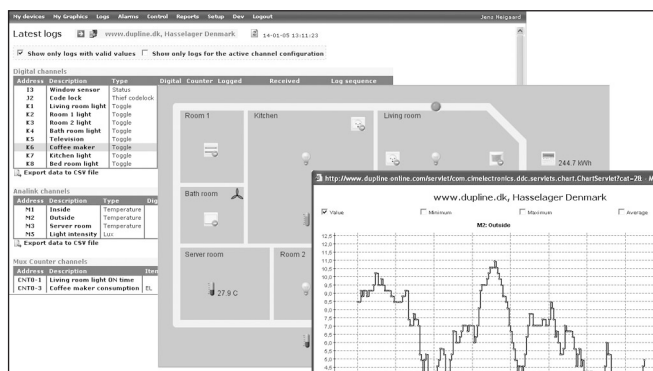 My devices My Graphics Logs Alarms Control Reports Setup Dev Logout Jens Højgaard
Latest logs www.dupline.dk, Hasselager Denmark 14-01-05 13:11:23
Show only logs with valid values Show only logs for the active channel configuration
Digital channels
Address Description Type Digital Counter Logged Received Log sequence
I3 Window sensor Status
J2 Code lock Thief codelock
K1 Living room light Toggle
K2 Room 1 light Toggle
K3 Room 2 light Toggle
K4 Bath room light Toggle
K5 Television Toggle
K6 Coffee maker Toggle
K7 Kitchen light Toggle
K8 Bed room light Toggle
Export data to CSV file
Analink channels
Address Description Type Dig
M1 Inside Temperature
M2 Outside Temperature
M3 Server room Temperature
M5 Light intensity Lux
Export data to CSV file
Mux Counter channels
Address Description Iten
CNT0-1 Living room light ON time
CNT0-3 Coffee maker consumption EL
Room 1 Kitchen Living room
244.7 kWh
Bath room
Server room Room 2
27.9 C
http://www.dupline online.com/servlet/com.cimelectronics.ddc.servlets.chart.ChartServlet?cat=28 - M
www.dupline.dk, Hasselager Denmark
Value Minimum Maximum Average
M2: Outside
12,5
12,0
11,5
11,0
10,5
10,0
9,5
9,0
8,5
8,0
7,5
7,0
6,5
6,0
5,5
5,0
4,5